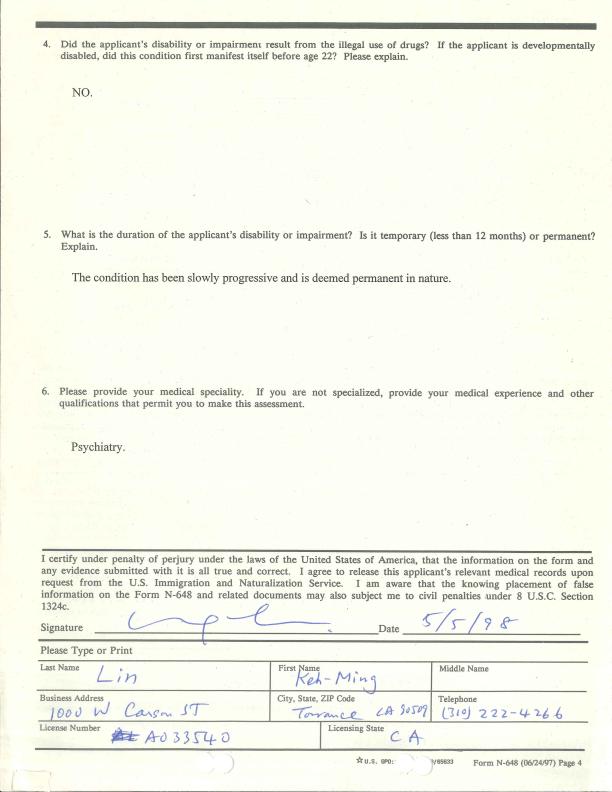 4. Did the applicant's disability or impairment result from the illegal use of drugs? If the applicant is developmentally
disabled, did this condition first manifest itself before age 22? Please explain.
NO.
5. What is the duration of the applicant's disability or impairment? Is it temporary (less than 12 months) or permanent?
Explain.
The condition has been slowly progressive and is deemed permanent in nature.
6. Please provide your medical speciality. If you are not specialized, provide your medical experience and other
qualifications that permit you to make this assessment.
Psychiatry.
I certify under penalty of perjury under the laws of the United States of America, that the information on the form and
any evidence submitted with it is all true and correct. I agree to release this applicant's relevant medical records upon
request from the U.S. Immigration and Naturalization Service. I am aware that the knowing placement of false
information on the Form N-648 and related documents may also subject me to civil penalties under 8 U.S.C. Section
1324c.
Signature Date 5/5/98
Please Type or Print
Last Name Lin First Name Keh-Ming Middle Name
Business Address City, State, ZIP Code Telephone
1000 W Carson ST Torrance CA 90509 (310) 222-4266
License Number A033540 Licensing State CA
☆U.S. GPO: /65633 Form N-648 (06/24/97) Page 4